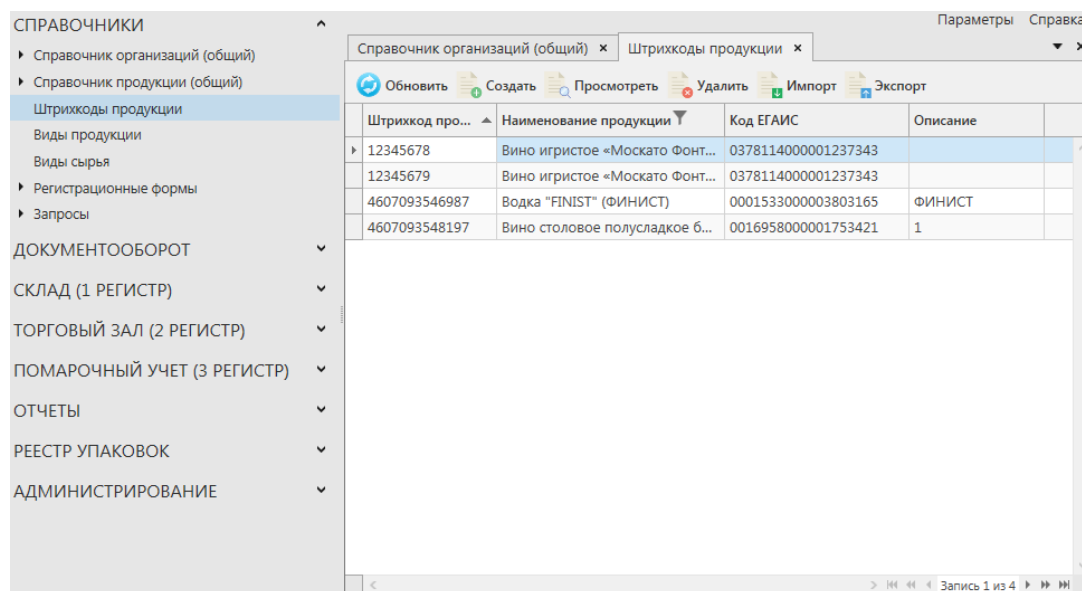 Параметры Справка
СПРАВОЧНИКИ
Справочник организаций (общий)
Справочник продукции (общий)
Штрихкоды продукции
Виды продукции
Виды сырья
Регистрационные формы
Запросы
ДОКУМЕНТООБОРОТ
СКЛАД (1 РЕГИСТР)
ТОРГОВЫЙ ЗАЛ (2 РЕГИСТР)
ПОМАРОЧНЫЙ УЧЕТ (3 РЕГИСТР)
ОТЧЕТЫ
РЕЕСТР УПАКОВОК
АДМИНИСТРИРОВАНИЕ
Справочник организаций (общий) × Штрихкоды продукции ×
Обновить Создать Просмотреть Удалить Импорт Экспорт
Штрихкод про... Наименование продукции Код ЕГАИС Описание
12345678 Вино игристое «Москато Фонт... 0378114000001237343
12345679 Вино игристое «Москато Фонт... 0378114000001237343
4607093546987 Водка "FINIST" (ФИНИСТ) 0001533000003803165 ФИНИСТ
4607093548197 Вино столовое полусладкое б... 0016958000001753421 1
Запись 1 из 4